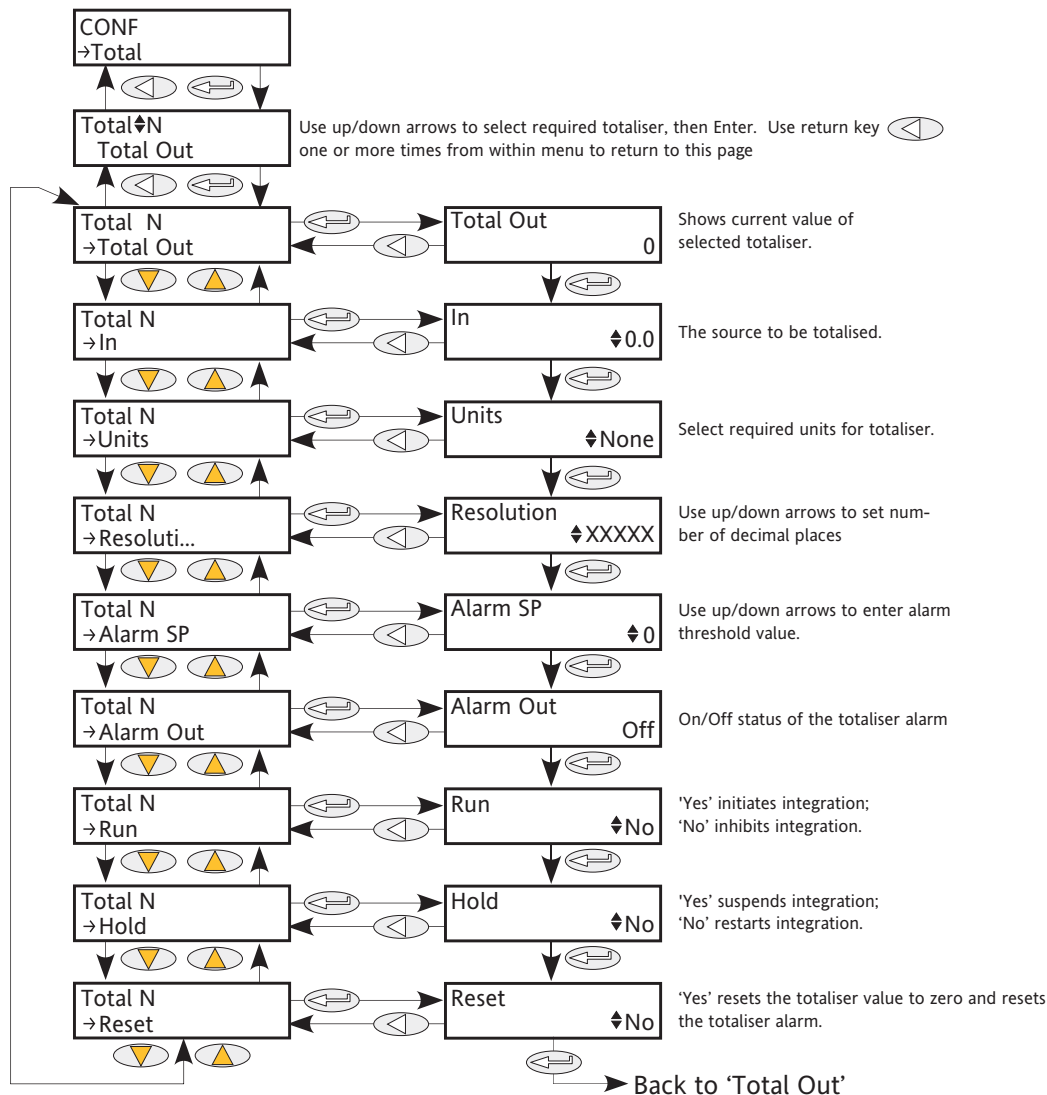 CONF
→Total
Total♦N
Total Out
Use up/down arrows to select required totaliser, then Enter. Use return key
one or more times from within menu to return to this page
Total N
→Total Out
Total Out
0
Shows current value of
selected totaliser.
Total N
→In
In
♦0.0
The source to be totalised.
Total N
→Units
Units
♦None
Select required units for totaliser.
Total N
→Resoluti...
Resolution
♦XXXXX
Use up/down arrows to set num-
ber of decimal places
Total N
→Alarm SP
Alarm SP
♦0
Use up/down arrows to enter alarm
threshold value.
Total N
→Alarm Out
Alarm Out
Off
On/Off status of the totaliser alarm
Total N
→Run
Run
♦No
'Yes’ initiates integration;
‘No’ inhibits integration.
Total N
→Hold
Hold
♦No
'Yes’ suspends integration;
‘No’ restarts integration.
Total N
→Reset
Reset
♦No
‘Yes’ resets the totaliser value to zero and resets
the totaliser alarm.
Back to ‘Total Out’